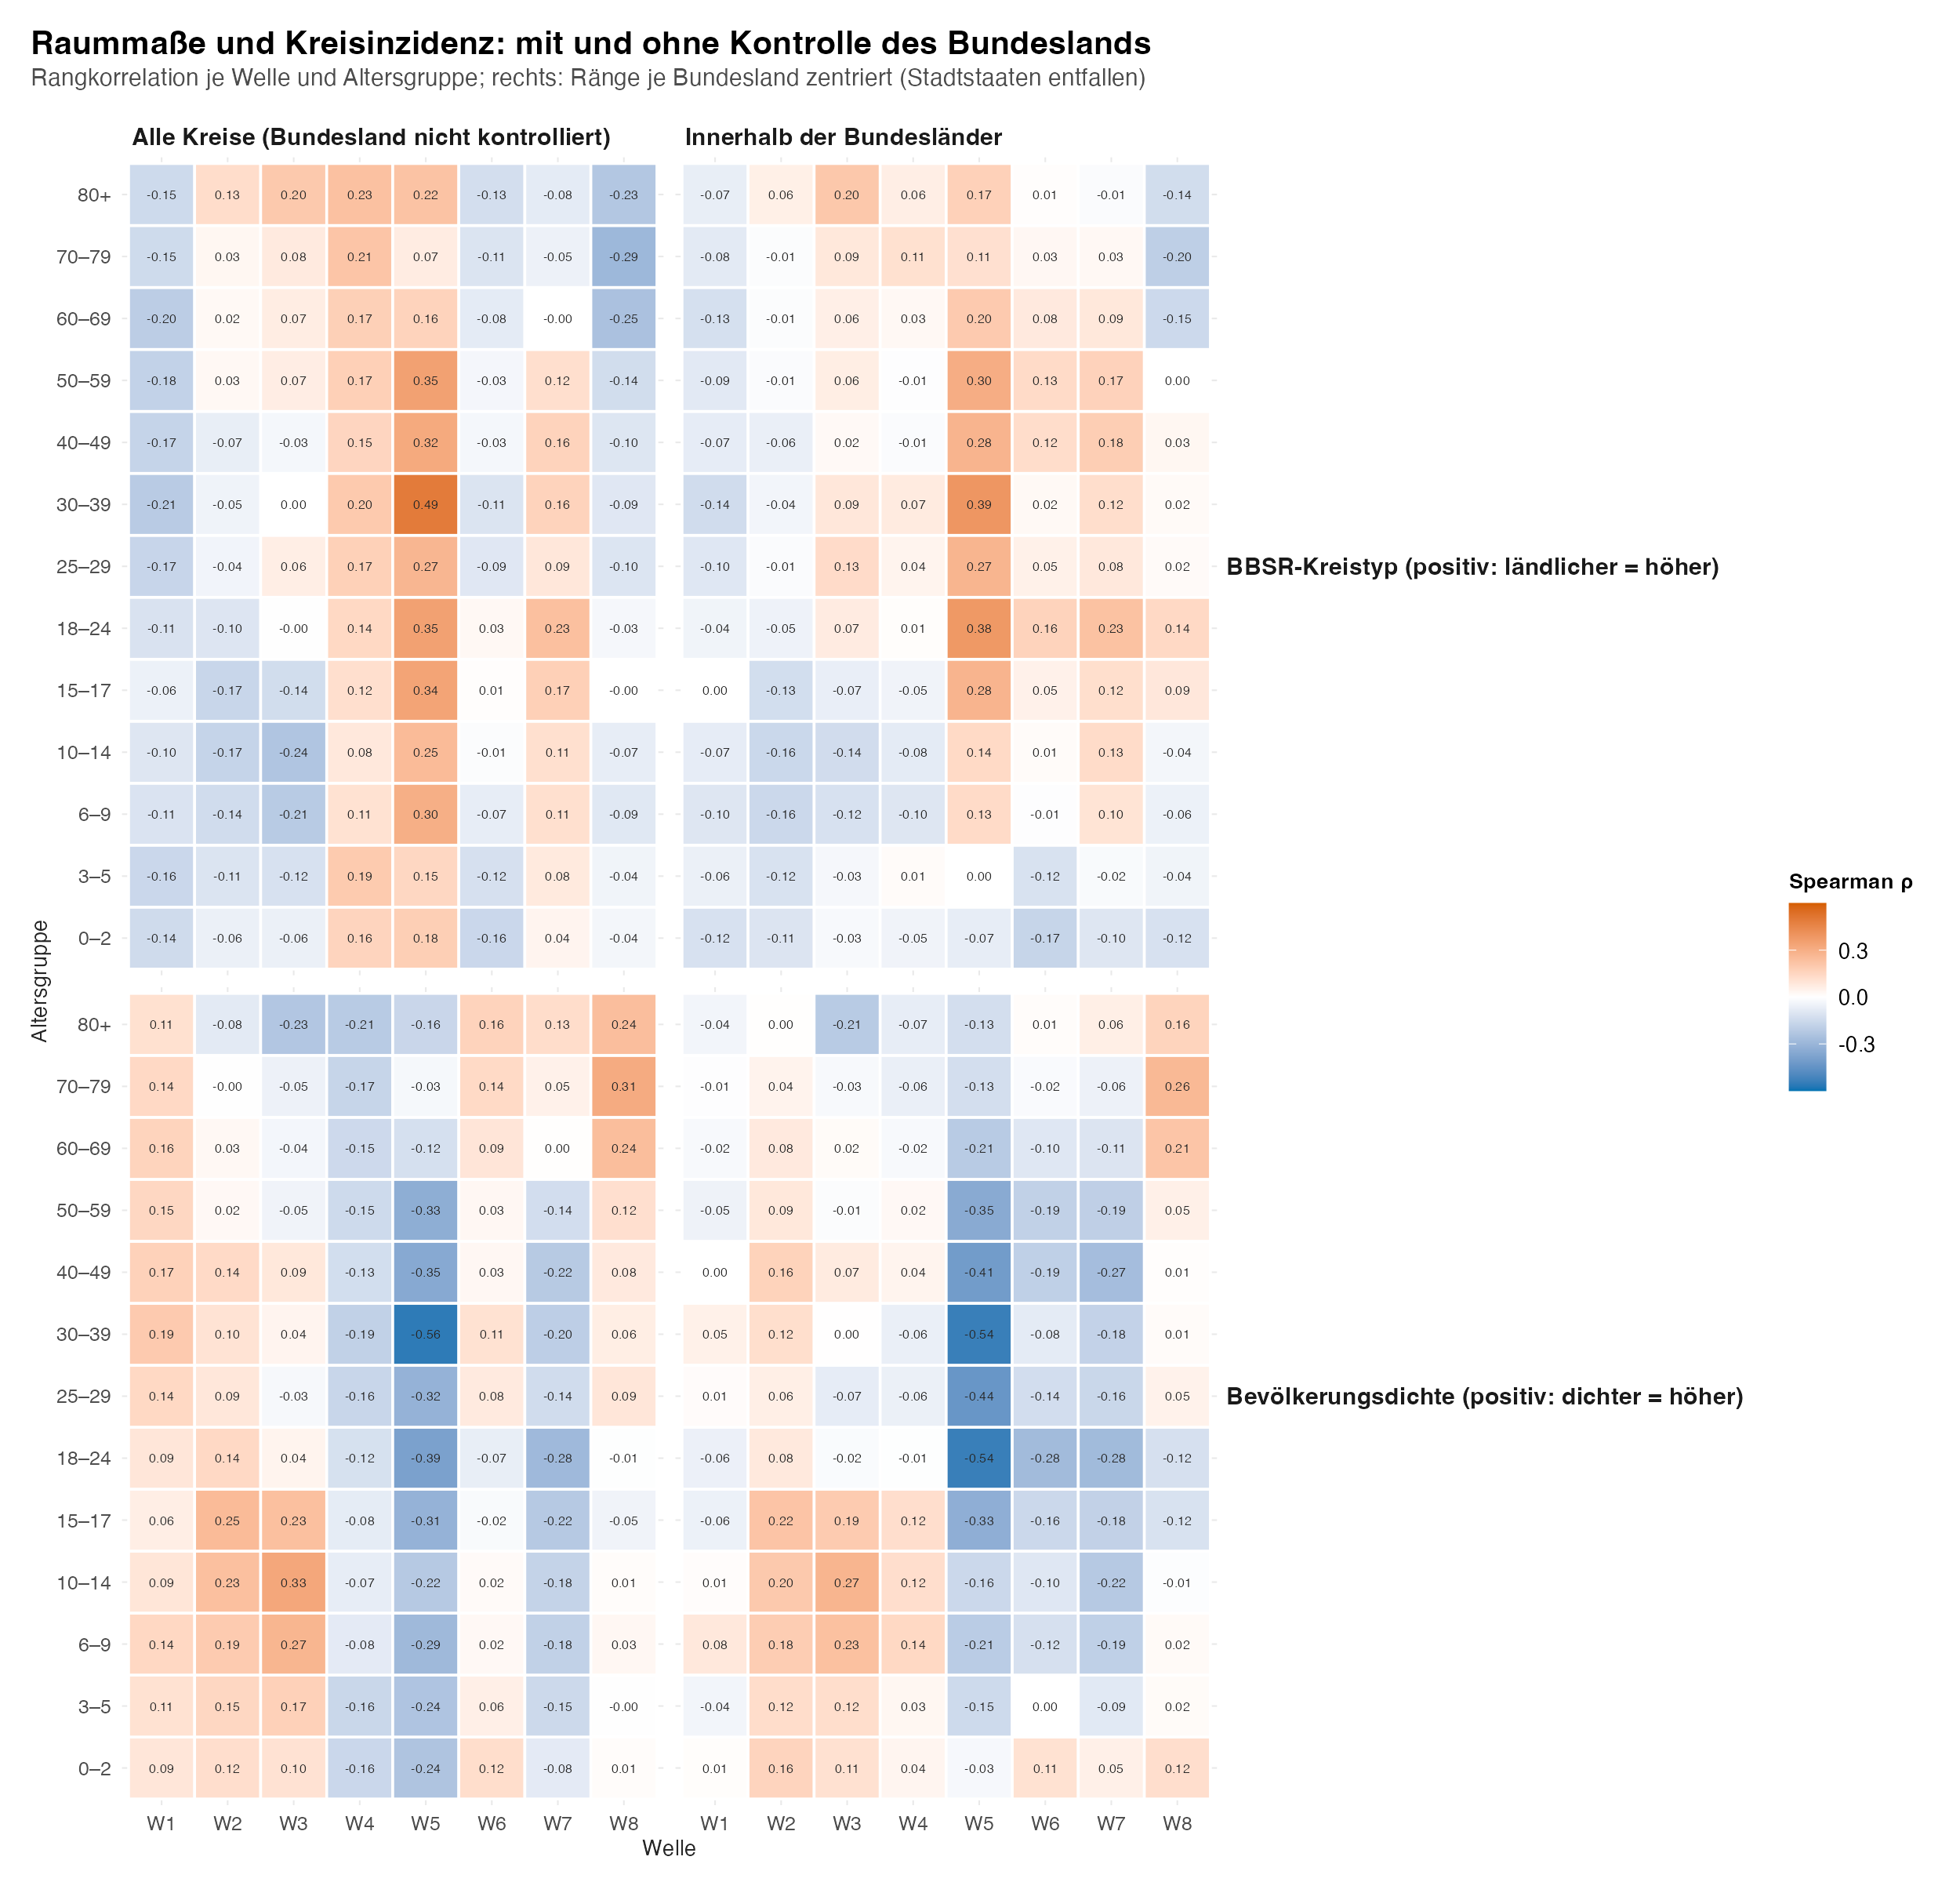 Raummaße und Kreisinzidenz: mit und ohne Kontrolle des Bundeslands
Rangkorrelation je Welle und Altersgruppe; rechts: Ränge je Bundesland zentriert (Stadtstaaten entfallen)
Alle Kreise (Bundesland nicht kontrolliert) Innerhalb der Bundesländer
80+ -0.15 0.13 0.20 0.23 0.22 -0.13 -0.08 -0.23 -0.07 0.06 0.20 0.06 0.17 0.01 -0.01 -0.14
70–79 -0.15 0.03 0.08 0.21 0.07 -0.11 -0.05 -0.29 -0.08 -0.01 0.09 0.11 0.11 0.03 0.03 -0.20
60–69 -0.20 0.02 0.07 0.17 0.16 -0.08 -0.00 -0.25 -0.13 -0.01 0.06 0.03 0.20 0.08 0.09 -0.15
50–59 -0.18 0.03 0.07 0.17 0.35 -0.03 0.12 -0.14 -0.09 -0.01 0.06 -0.01 0.30 0.13 0.17 0.00
40–49 -0.17 -0.07 -0.03 0.15 0.32 -0.03 0.16 -0.10 -0.07 -0.06 0.02 -0.01 0.28 0.12 0.18 0.03
30–39 -0.21 -0.05 0.00 0.20 0.49 -0.11 0.16 -0.09 -0.14 -0.04 0.09 0.07 0.39 0.02 0.12 0.02
25–29 -0.17 -0.04 0.06 0.17 0.27 -0.09 0.09 -0.10 -0.10 -0.01 0.13 0.04 0.27 0.05 0.08 0.02
BBSR-Kreistyp (positiv: ländlicher = höher)
18–24 -0.11 -0.10 -0.00 0.14 0.35 0.03 0.23 -0.03 -0.04 -0.05 0.07 0.01 0.38 0.16 0.23 0.14
15–17 -0.06 -0.17 -0.14 0.12 0.34 0.01 0.17 -0.00 0.00 -0.13 -0.07 -0.05 0.28 0.05 0.12 0.09
10–14 -0.10 -0.17 -0.24 0.08 0.25 -0.01 0.11 -0.07 -0.07 -0.16 -0.14 -0.08 0.14 0.01 0.13 -0.04
6–9 -0.11 -0.14 -0.21 0.11 0.30 -0.07 0.11 -0.09 -0.10 -0.16 -0.12 -0.10 0.13 -0.01 0.10 -0.06
3–5 -0.16 -0.11 -0.12 0.19 0.15 -0.12 0.08 -0.04 -0.06 -0.12 -0.03 0.01 0.00 -0.12 -0.02 -0.04
0–2 -0.14 -0.06 -0.06 0.16 0.18 -0.16 0.04 -0.04 -0.12 -0.11 -0.03 -0.05 -0.07 -0.17 -0.10 -0.12
Altersgruppe
80+ 0.11 -0.08 -0.23 -0.21 -0.16 0.16 0.13 0.24 -0.04 0.00 -0.21 -0.07 -0.13 0.01 0.06 0.16
70–79 0.14 -0.00 -0.05 -0.17 -0.03 0.14 0.05 0.31 -0.01 0.04 -0.03 -0.06 -0.13 -0.02 -0.06 0.26
60–69 0.16 0.03 -0.04 -0.15 -0.12 0.09 0.00 0.24 -0.02 0.08 0.02 -0.02 -0.21 -0.10 -0.11 0.21
50–59 0.15 0.02 -0.05 -0.15 -0.33 0.03 -0.14 0.12 -0.05 0.09 -0.01 0.02 -0.35 -0.19 -0.19 0.05
40–49 0.17 0.14 0.09 -0.13 -0.35 0.03 -0.22 0.08 0.00 0.16 0.07 0.04 -0.41 -0.19 -0.27 0.01
30–39 0.19 0.10 0.04 -0.19 -0.56 0.11 -0.20 0.06 0.05 0.12 0.00 -0.06 -0.54 -0.08 -0.18 0.01
25–29 0.14 0.09 -0.03 -0.16 -0.32 0.08 -0.14 0.09 0.01 0.06 -0.07 -0.06 -0.44 -0.14 -0.16 0.05
Bevölkerungsdichte (positiv: dichter = höher)
18–24 0.09 0.14 0.04 -0.12 -0.39 -0.07 -0.28 -0.01 -0.06 0.08 -0.02 -0.01 -0.54 -0.28 -0.28 -0.12
15–17 0.06 0.25 0.23 -0.08 -0.31 -0.02 -0.22 -0.05 -0.06 0.22 0.19 0.12 -0.33 -0.16 -0.18 -0.12
10–14 0.09 0.23 0.33 -0.07 -0.22 0.02 -0.18 0.01 0.01 0.20 0.27 0.12 -0.16 -0.10 -0.22 -0.01
6–9 0.14 0.19 0.27 -0.08 -0.29 0.02 -0.18 0.03 0.08 0.18 0.23 0.14 -0.21 -0.12 -0.19 0.02
3–5 0.11 0.15 0.17 -0.16 -0.24 0.06 -0.15 -0.00 -0.04 0.12 0.12 0.03 -0.15 0.00 -0.09 0.02
0–2 0.09 0.12 0.10 -0.16 -0.24 0.12 -0.08 0.01 0.01 0.16 0.11 0.04 -0.03 0.11 0.05 0.12
W1 W2 W3 W4 W5 W6 W7 W8 W1 W2 W3 W4 W5 W6 W7 W8
Welle
Spearman ρ
0.3
0.0
-0.3